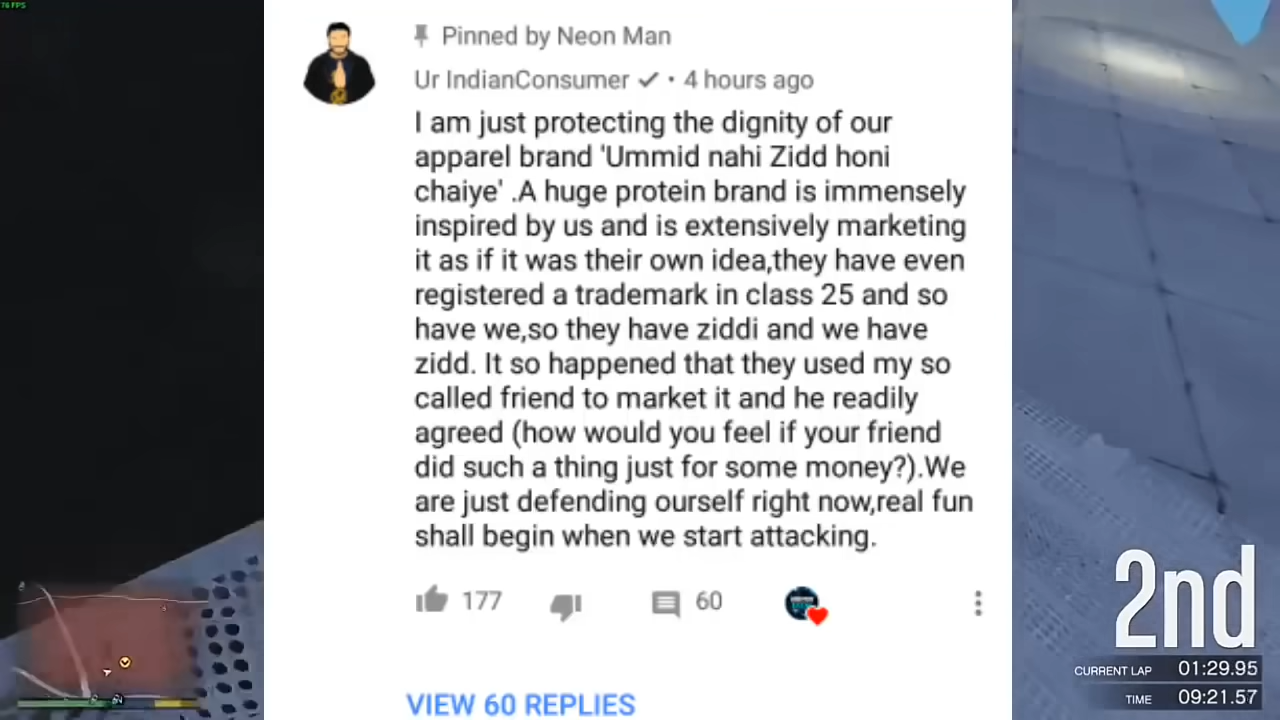 76 FPS
Pinned by Neon Man
Ur IndianConsumer ✓ • 4 hours ago
I am just protecting the dignity of our
apparel brand 'Ummid nahi Zidd honi
chaiye' .A huge protein brand is immensely
inspired by us and is extensively marketing
it as if it was their own idea,they have even
registered a trademark in class 25 and so
have we,so they have ziddi and we have
zidd. It so happened that they used my so
called friend to market it and he readily
agreed (how would you feel if your friend
did such a thing just for some money?).We
are just defending ourself right now,real fun
shall begin when we start attacking.
177 60
VIEW 60 REPLIES
2nd
CURRENT LAP 01:29.95
TIME 09:21.57